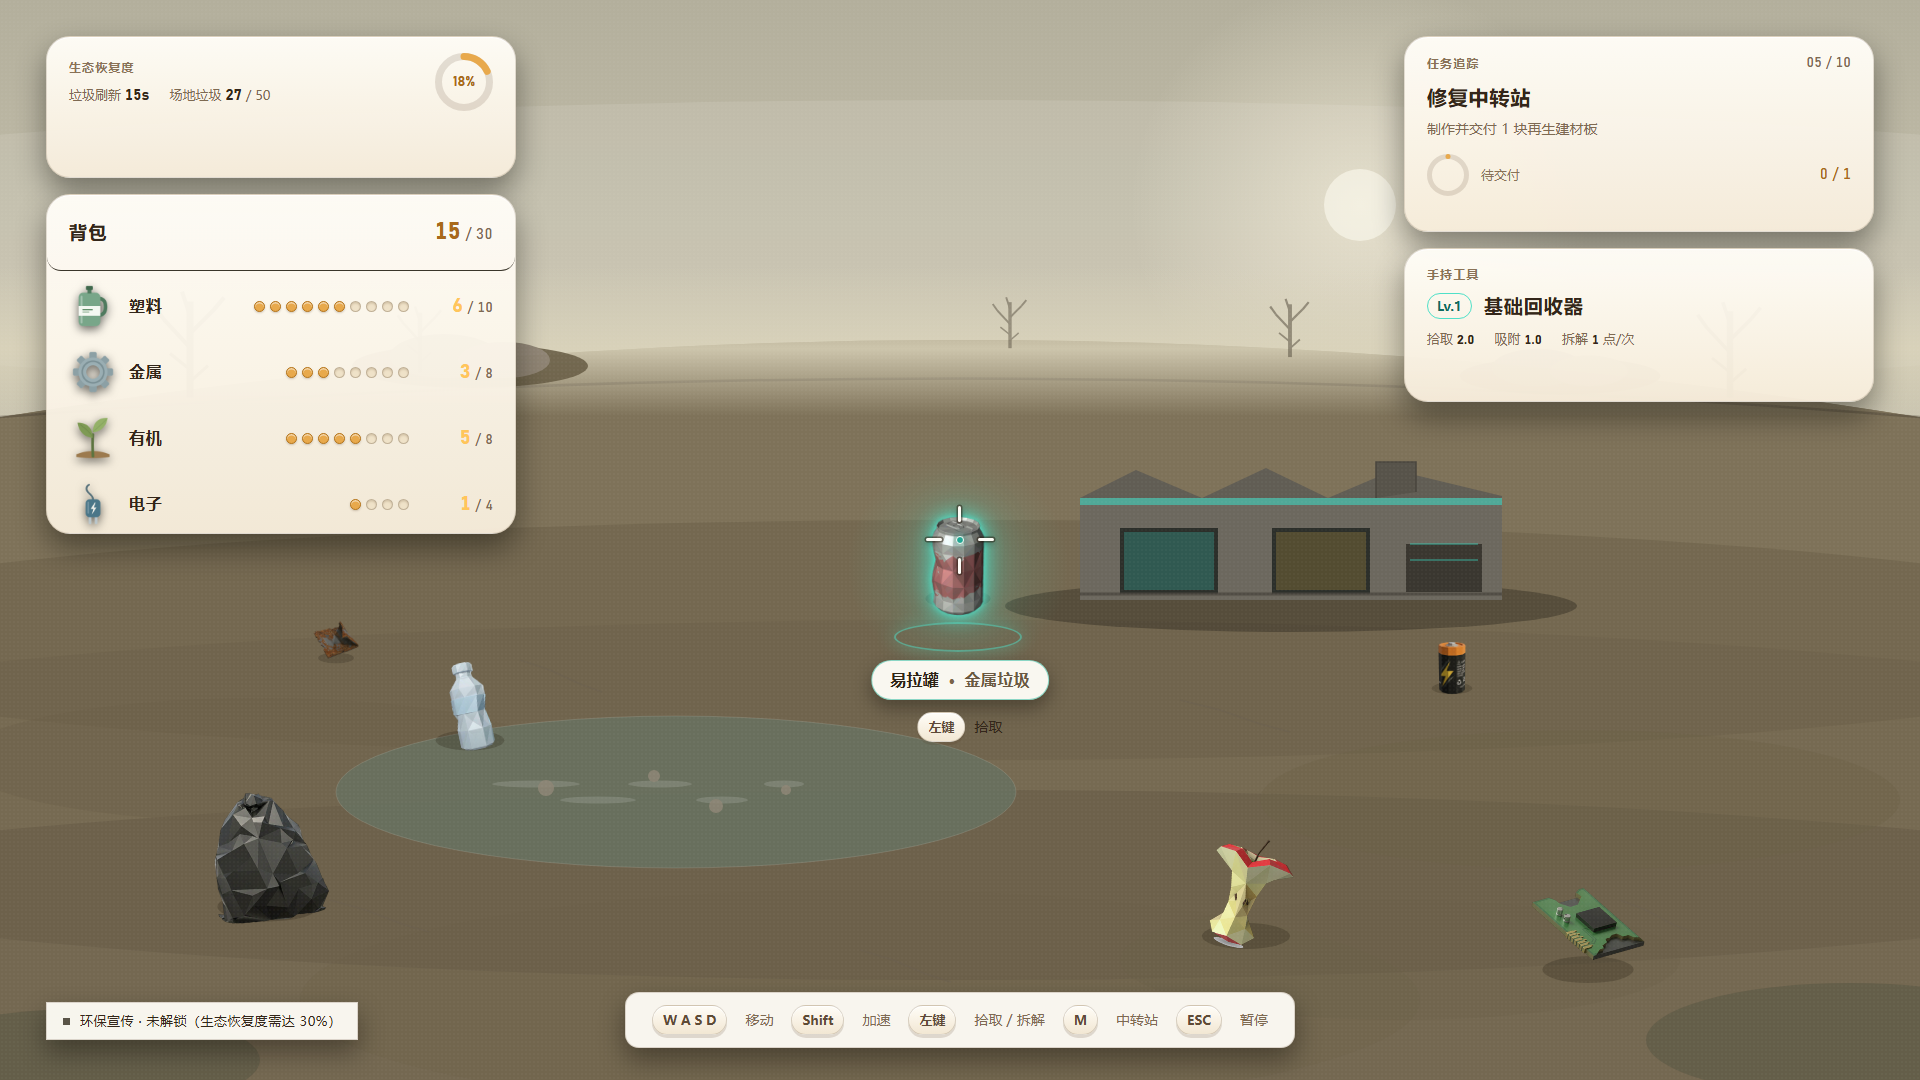 生态恢复度
18%
垃圾刷新 15s 场地垃圾 27 / 50
背包 15 / 30
塑料 6 / 10
金属 3 / 8
有机 5 / 8
电子 1 / 4
任务追踪 05 / 10
修复中转站
制作并交付 1 块再生建材板
待交付 0 / 1
手持工具
Lv.1 基础回收器
拾取 2.0 吸附 1.0 拆解 1 点/次
易拉罐 • 金属垃圾
左键 拾取
环保宣传 · 未解锁（生态恢复度需达 30%）
W A S D 移动 Shift 加速 左键 拾取 / 拆解 M 中转站 ESC 暂停